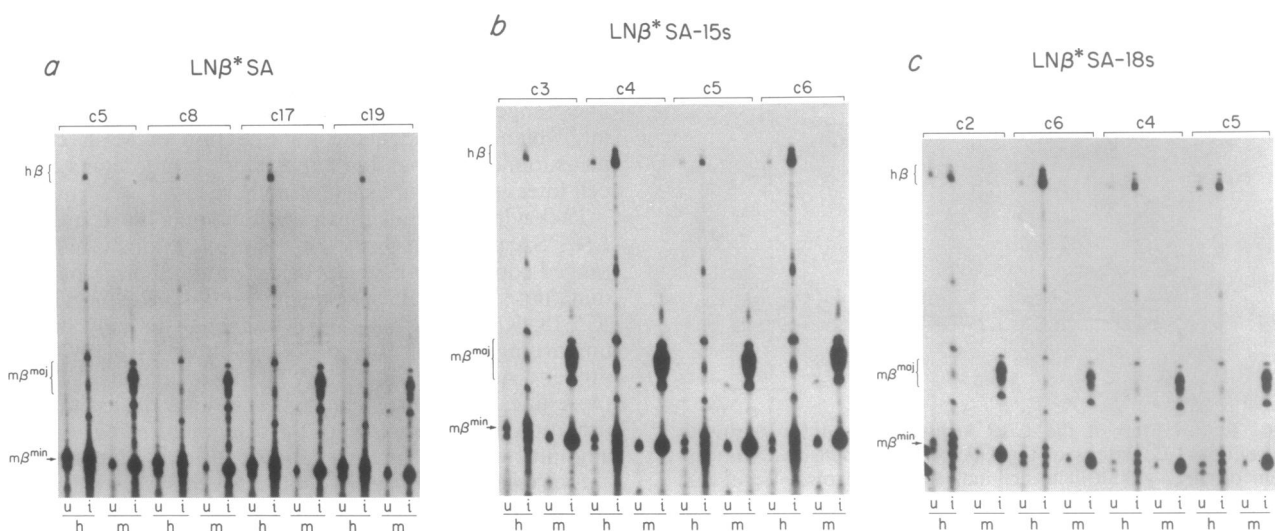 a
LNβ* SA
c5 c8 c17 c19
hβ
mβmaj
mβmin
u i u i u i u i u i u i u i u i
h m h m h m h m
b
LNβ* SA-15s
c3 c4 c5 c6
hβ
mβmaj
mβmin
u i u i u i u i u i u i u i u i
h m h m h m h m
c
LNβ* SA-18s
c2 c6 c4 c5
hβ
mβmaj
mβmin
u i u i u i u i u i u i u i u i
h m h m h m h m